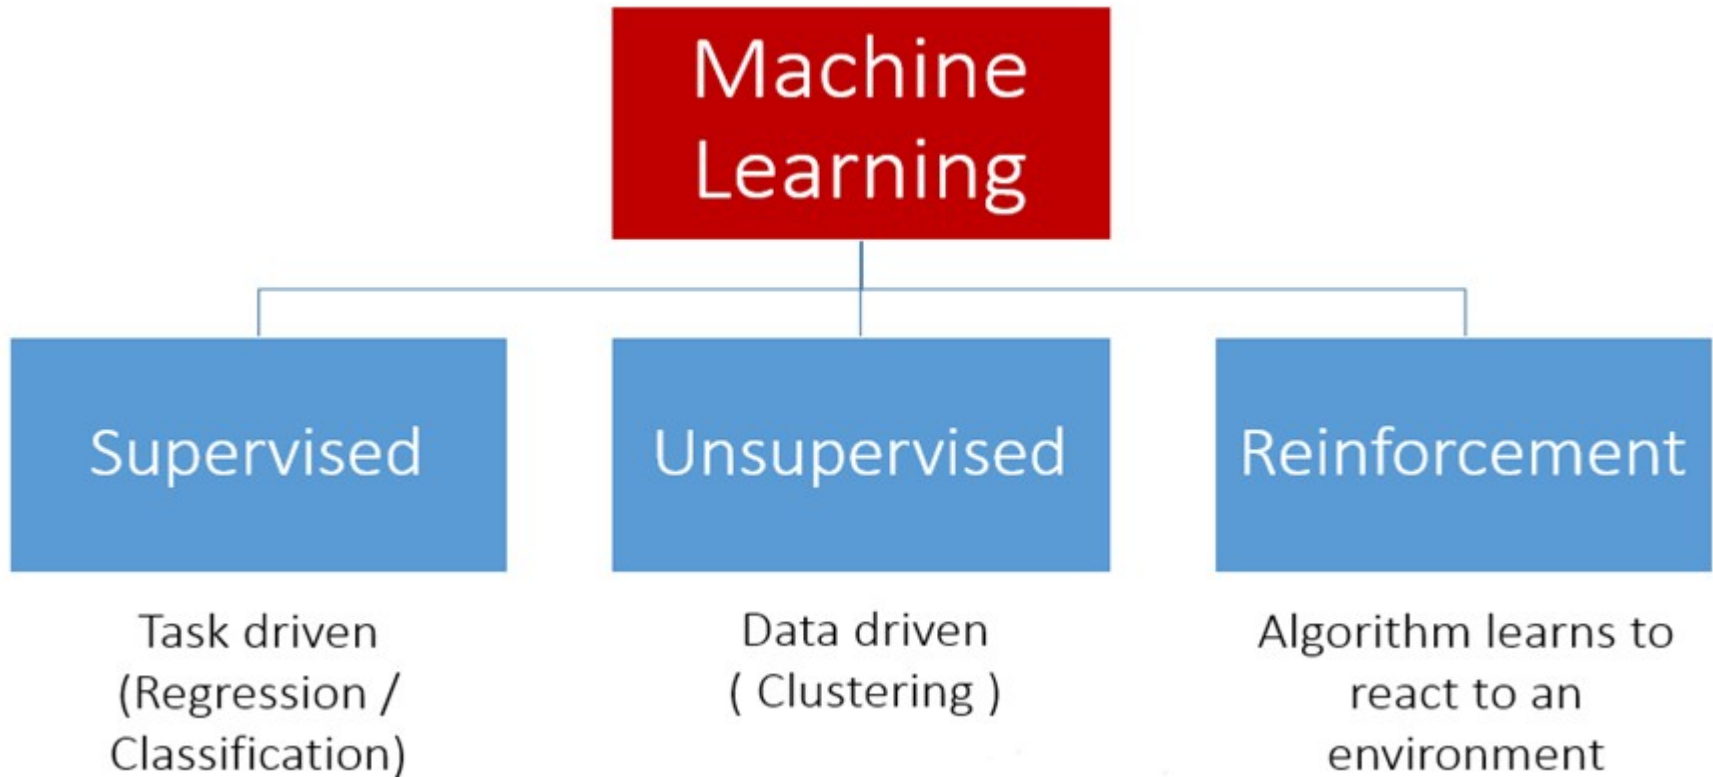 Machine
Learning
Supervised
Unsupervised
Reinforcement
Task driven
(Regression /
Classification)
Data driven
( Clustering )
Algorithm learns to
react to an
environment